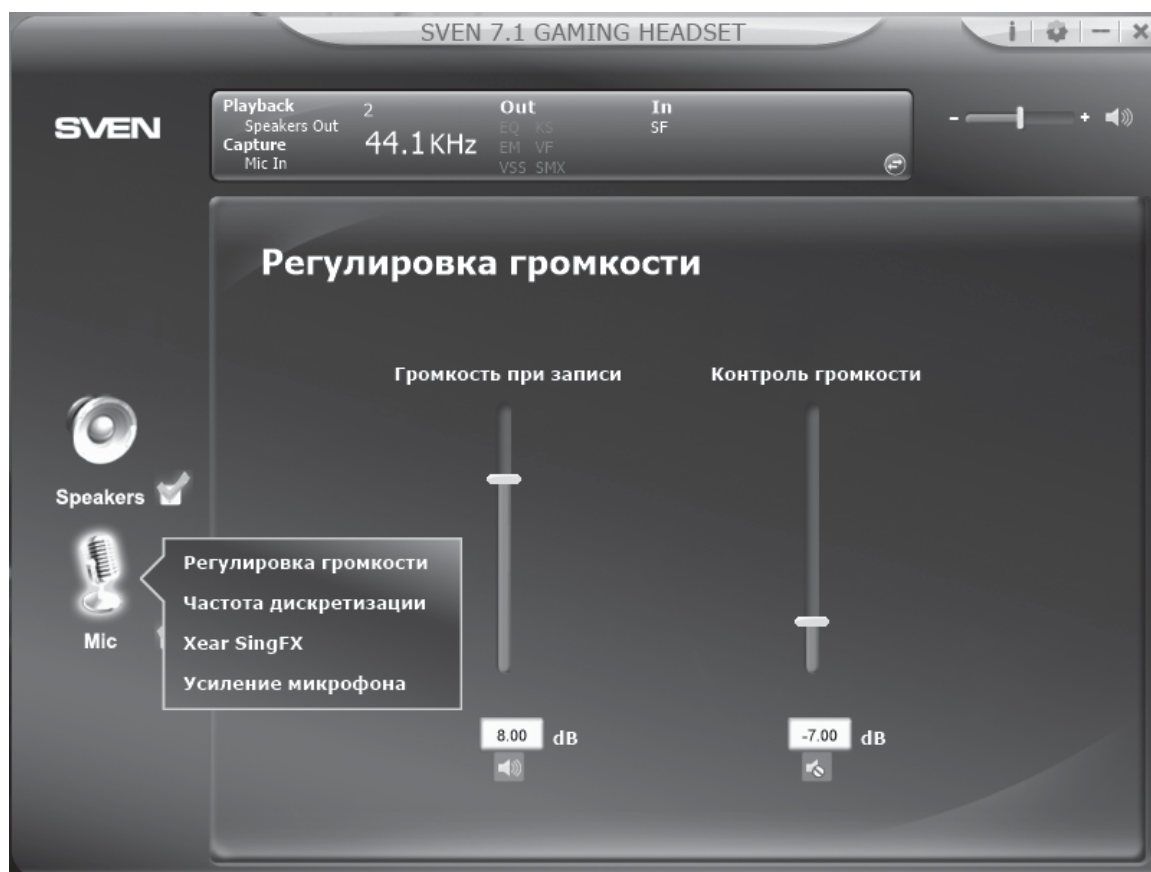 SVEN 7.1 GAMING HEADSET
i
SVEN
Playback 2 Out In
Speakers Out EQ KS SF
Capture 44.1 KHz EM VF
Mic In VSS SMX
- +
Регулировка громкости
Громкость при записи Контроль громкости
Speakers
Регулировка громкости
Частота дискретизации
Mic Xear SingFX
Усиление микрофона
8.00 dB -7.00 dB